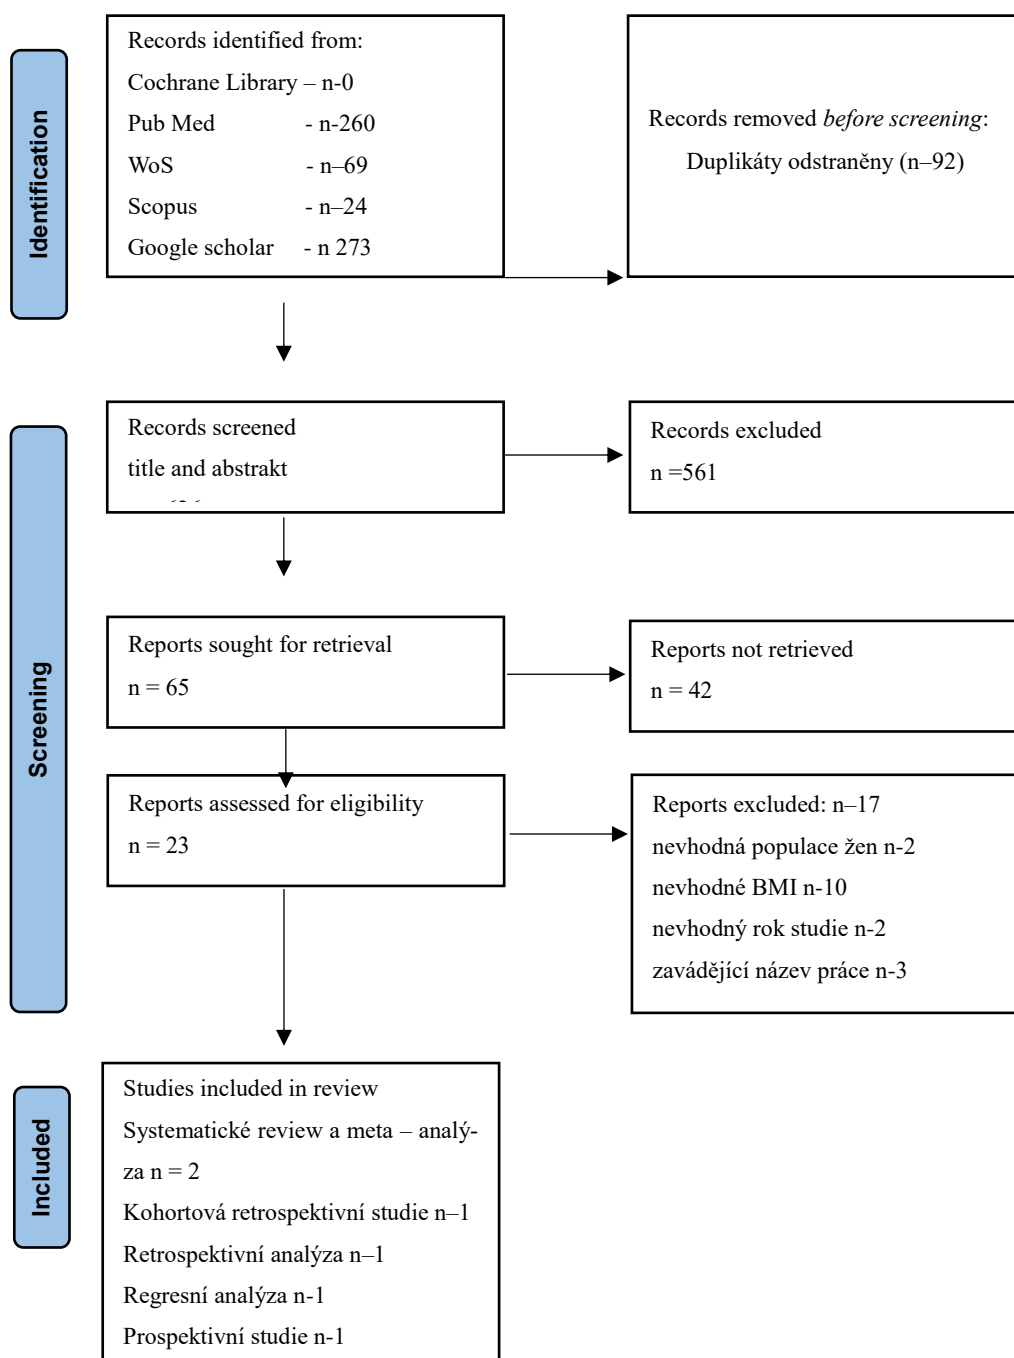 Identification
Records identified from:
Cochrane Library – n-0
Pub Med - n-260
WoS - n–69
Scopus - n–24
Google scholar - n 273
Records removed before screening:
Duplikáty odstraněny (n–92)
Screening
Records screened
title and abstrakt
Records excluded
n =561
Reports sought for retrieval
n = 65
Reports not retrieved
n = 42
Reports assessed for eligibility
n = 23
Reports excluded: n–17
nevhodná populace žen n-2
nevhodné BMI n-10
nevhodný rok studie n-2
zavádějící název práce n-3
Included
Studies included in review
Systematické review a meta – analý-
za n = 2
Kohortová retrospektivní studie n–1
Retrospektivní analýza n–1
Regresní analýza n-1
Prospektivní studie n-1